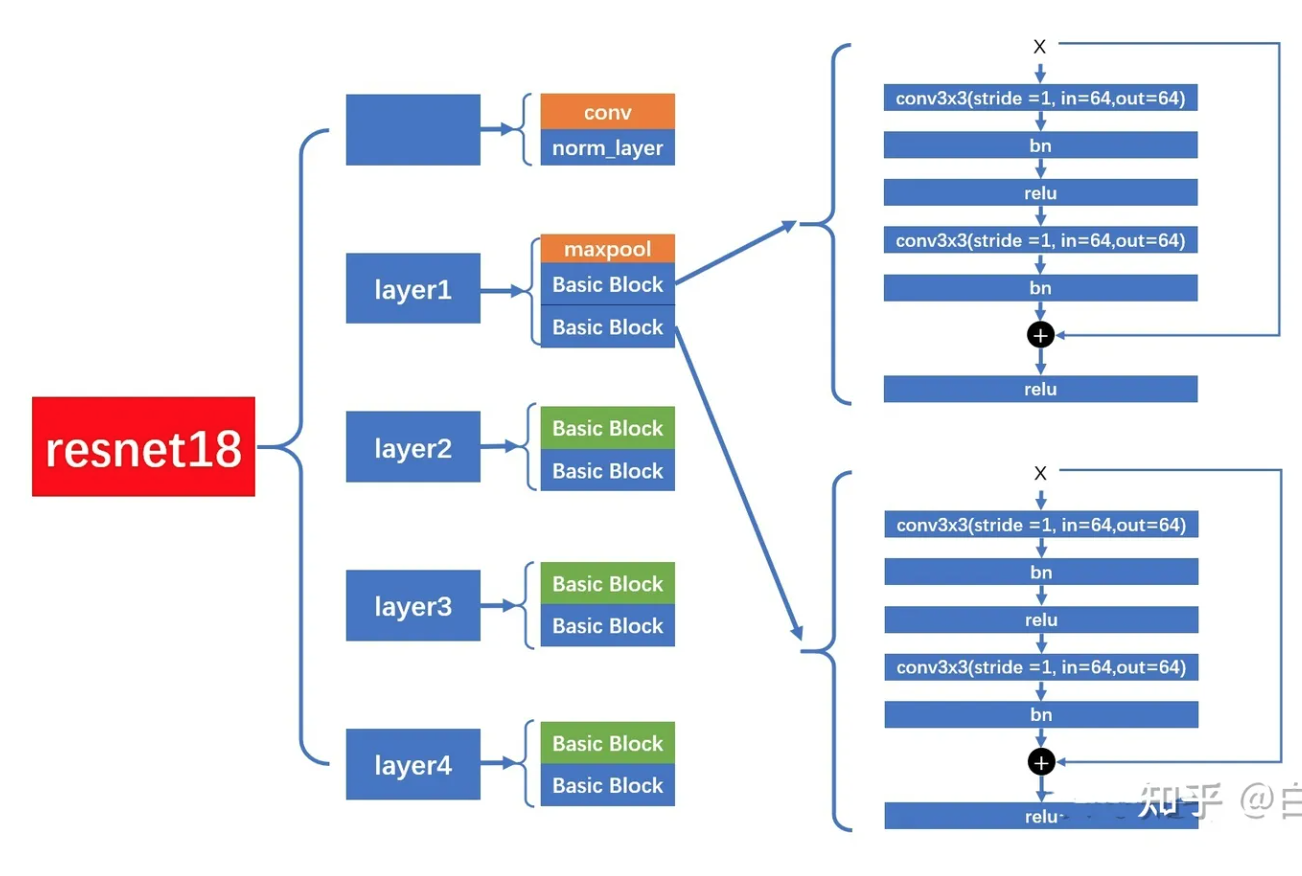 resnet18
conv
norm_layer
layer1
maxpool
Basic Block
Basic Block
layer2
Basic Block
Basic Block
layer3
Basic Block
Basic Block
layer4
Basic Block
Basic Block
X
conv3x3(stride =1, in=64,out=64)
bn
relu
conv3x3(stride =1, in=64,out=64)
bn
+
relu
X
conv3x3(stride =1, in=64,out=64)
bn
relu
conv3x3(stride =1, in=64,out=64)
bn
+
relu
知乎 @白